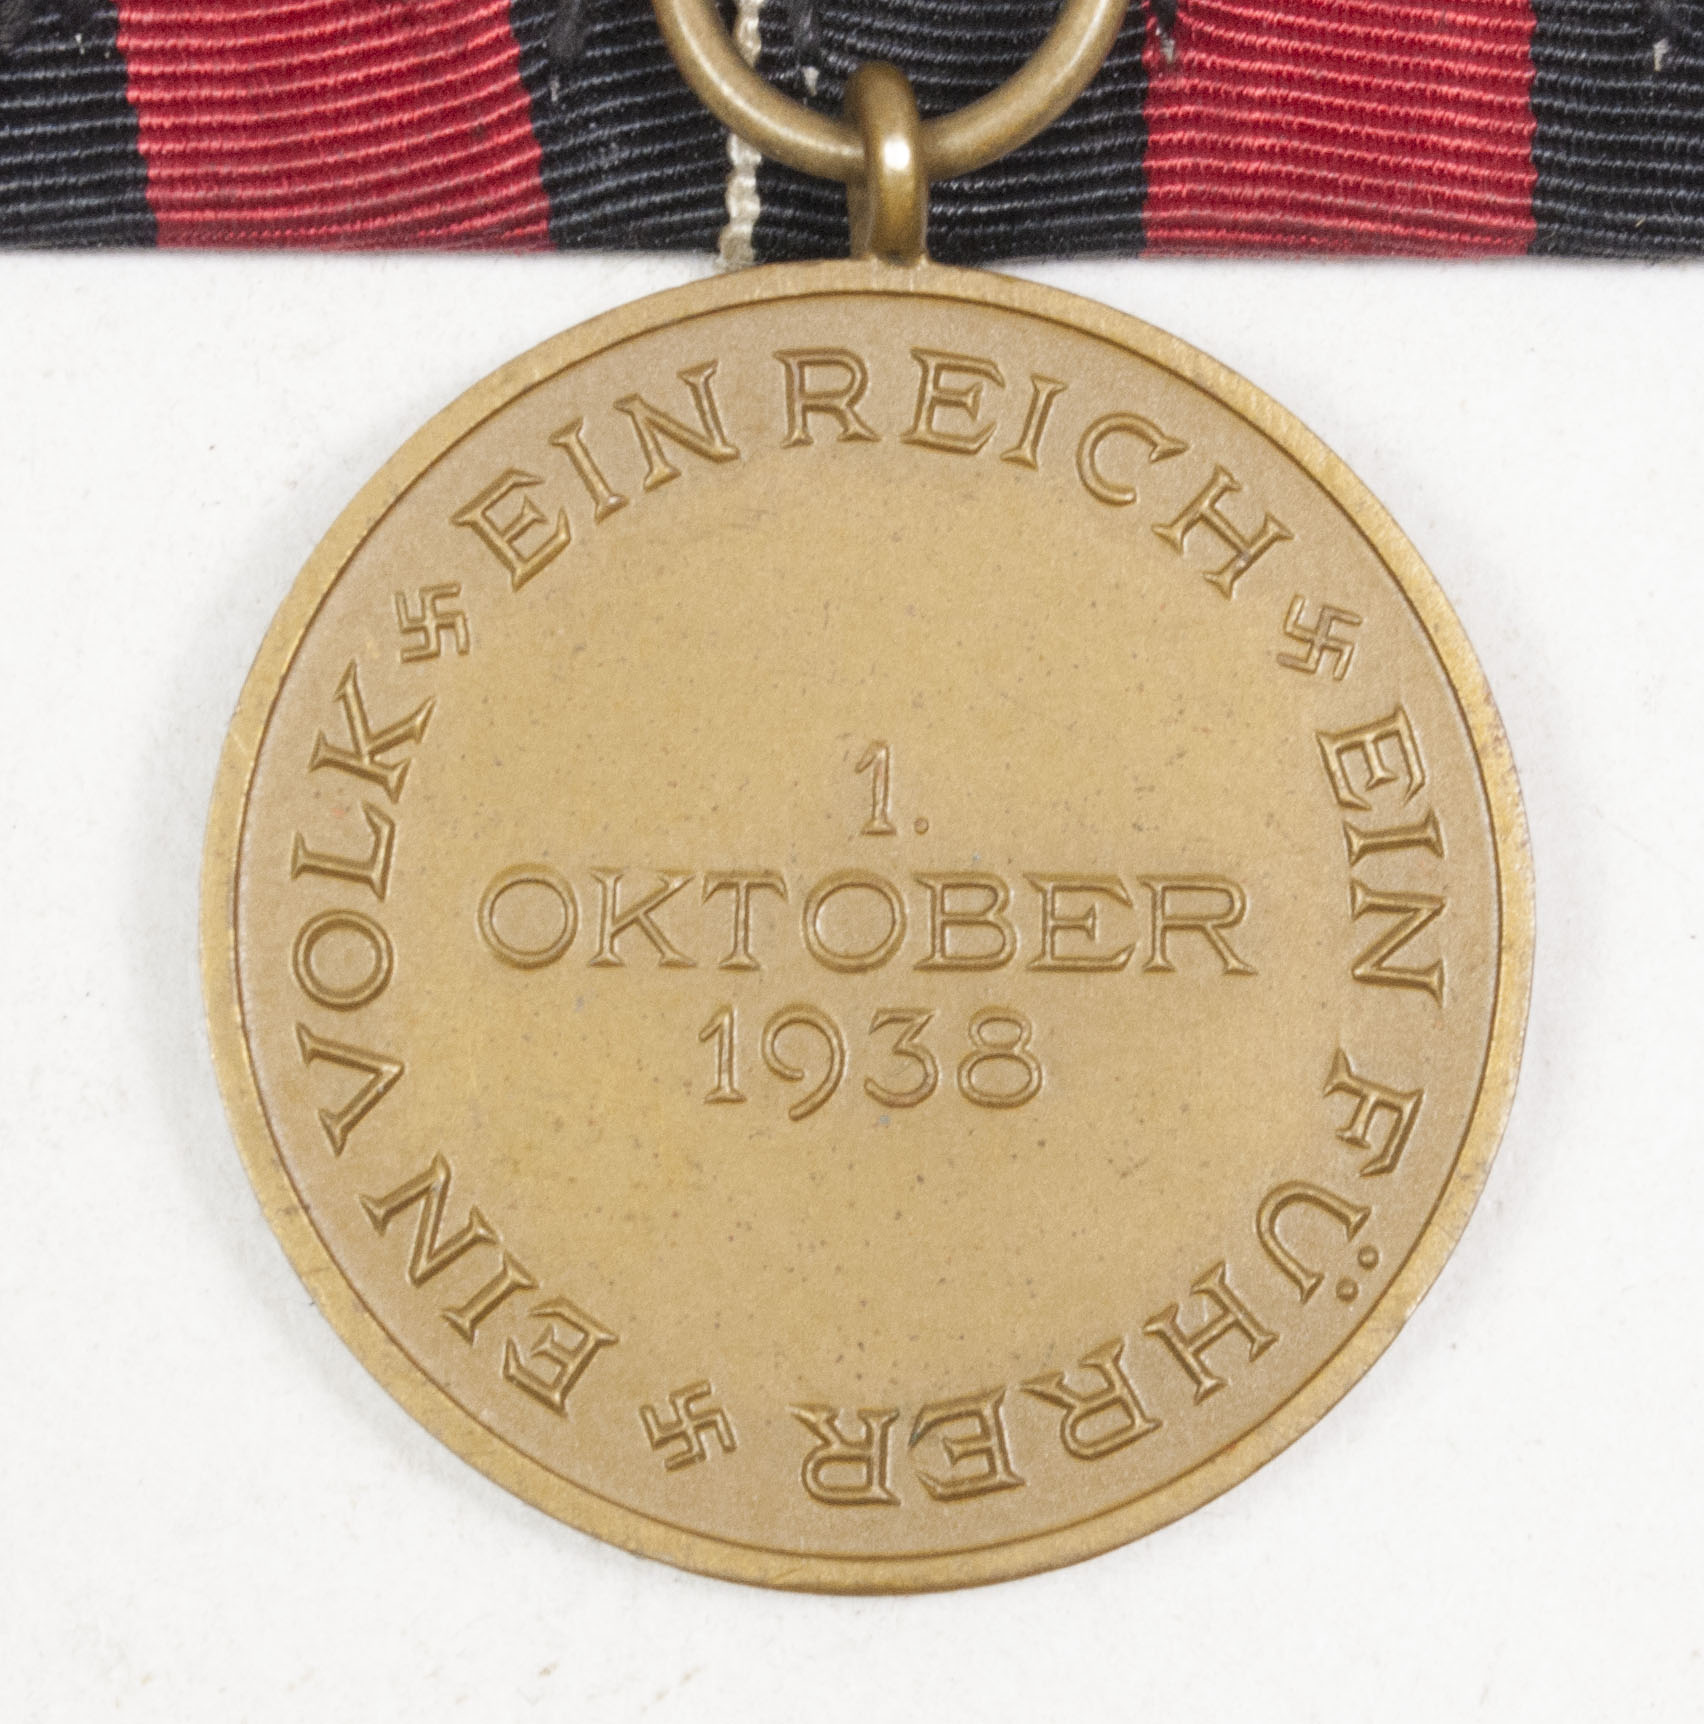 EIN VOLK EIN REICH EIN FÜHRER
1.
OKTOBER
1938